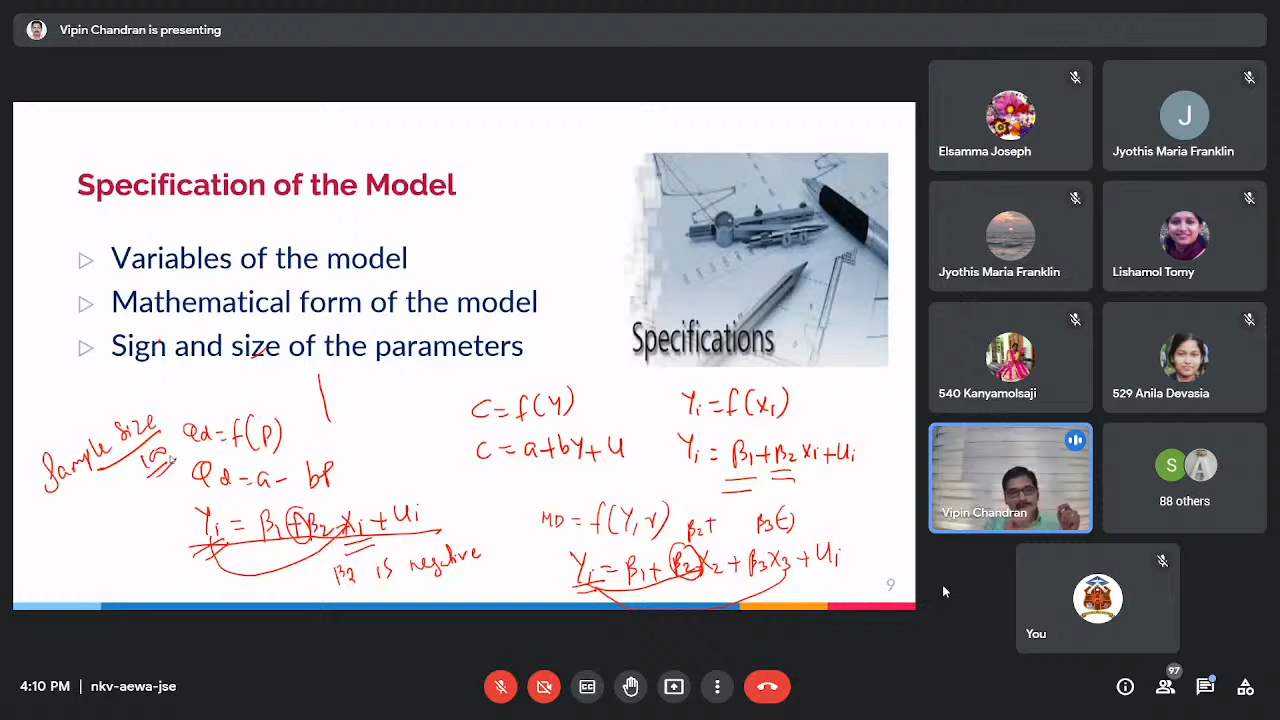 Vipin Chandran is presenting
Specification of the Model
Variables of the model
Mathematical form of the model
Sign and size of the parameters
Specifications
Sample size
100
Qd = f(P)
Qd = a - bP
Yi = β1 + β2 Xi + Ui
β2 is negative
C = f(Y)
C = a + bY + U
Yi = f(X1)
Yi = β1 + β2 Xi + Ui
MD = f(Y, r)
β2+
β3(-)
Yi = β1 + β2 X2 + β3 X3 + Ui
9
Elsamma Joseph
J
Jyothis Maria Franklin
Jyothis Maria Franklin
Lishamol Tomy
540 Kanyamolsaji
529 Anila Devasia
Vipin Chandran
S
88 others
You
4:10 PM | nkv-aewa-jse
97